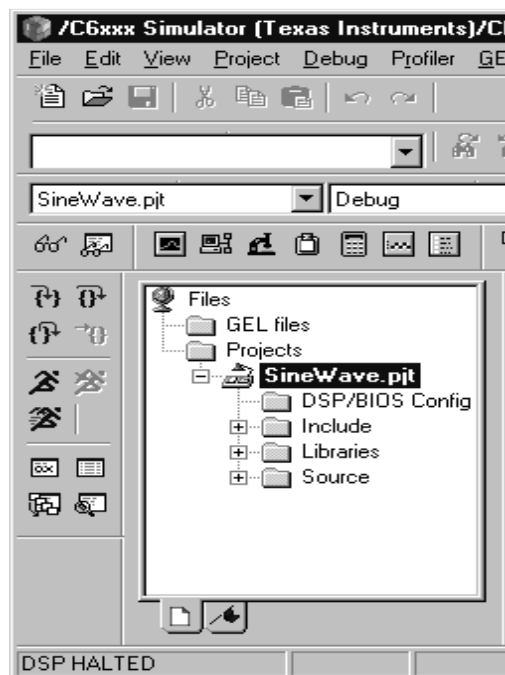 /C6xxx Simulator (Texas Instruments)/C
File Edit View Project Debug Profiler GE
SineWave.pjt Debug
Files
GEL files
Projects
SineWave.pjt
DSP/BIOS Config
Include
Libraries
Source
DSP HALTED